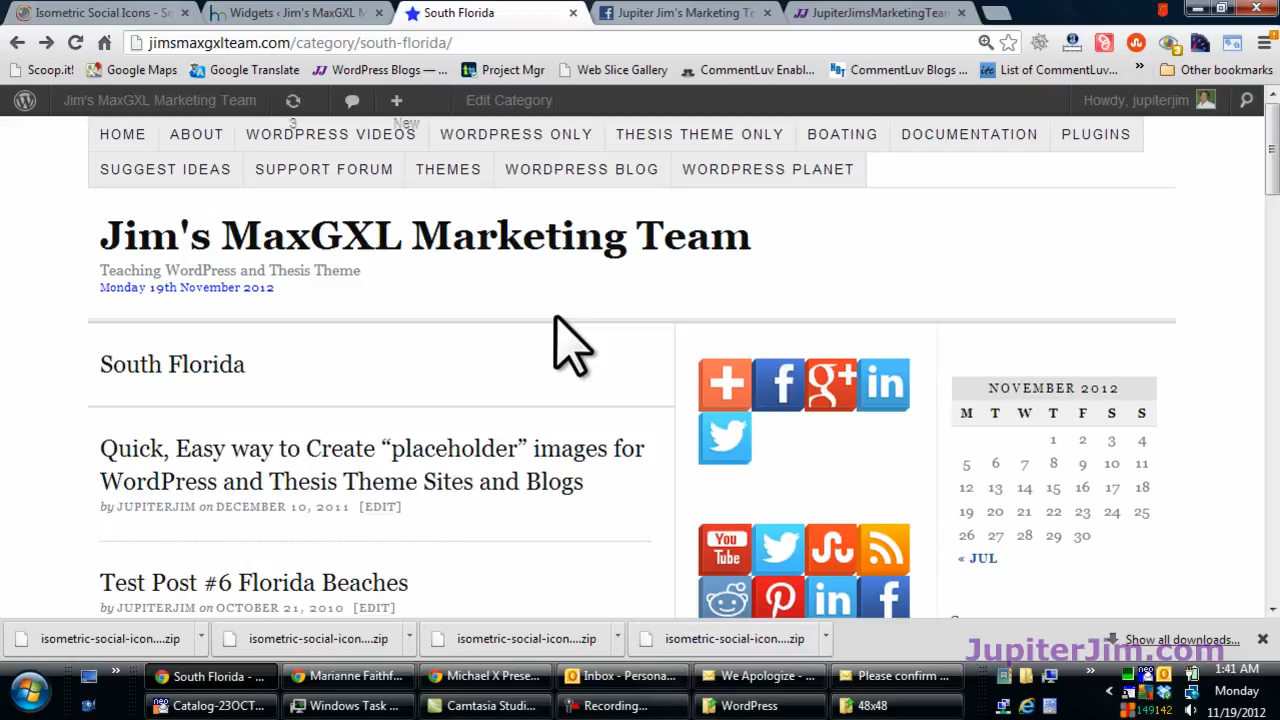 Isometric Social Icons - S
Widgets ‹ Jim's MaxGXL M
South Florida
Jupiter Jim's Marketing Te
JupiterJimsMarketingTeam
jimsmaxgxlteam.com/category/south-florida/
Scoop.it!
Google Maps
Google Translate
WordPress Blogs — ...
Project Mgr
Web Slice Gallery
CommentLuv Enabl...
CommentLuv Blogs ...
List of CommentLuv...
Other bookmarks
Jim's MaxGXL Marketing Team
3
New
Edit Category
Howdy, jupiterjim
HOME
ABOUT
WORDPRESS VIDEOS
WORDPRESS ONLY
THESIS THEME ONLY
BOATING
DOCUMENTATION
PLUGINS
SUGGEST IDEAS
SUPPORT FORUM
THEMES
WORDPRESS BLOG
WORDPRESS PLANET
Jim's MaxGXL Marketing Team
Teaching WordPress and Thesis Theme
Monday 19th November 2012
South Florida
Quick, Easy way to Create “placeholder” images for
WordPress and Thesis Theme Sites and Blogs
by JUPITERJIM on DECEMBER 10, 2011 [EDIT]
Test Post #6 Florida Beaches
by JUPITERJIM on OCTOBER 21, 2010 [EDIT]
You
Tube
NOVEMBER 2012
M T W T F S S
1 2 3 4
5 6 7 8 9 10 11
12 13 14 15 16 17 18
19 20 21 22 23 24 25
26 27 28 29 30
« JUL
isometric-social-icon....zip
isometric-social-icon....zip
isometric-social-icon....zip
isometric-social-icon....zip
Show all downloads...
JupiterJim.com
South Florida - ...
Marianne Faithf...
Michael X Prese...
Inbox - Persona...
We Apologize - ...
Please confirm ...
1:41 AM
Monday
Catalog-23OCT...
Windows Task ...
Camtasia Studi...
Recording...
WordPress
48x48
149142
11/19/2012